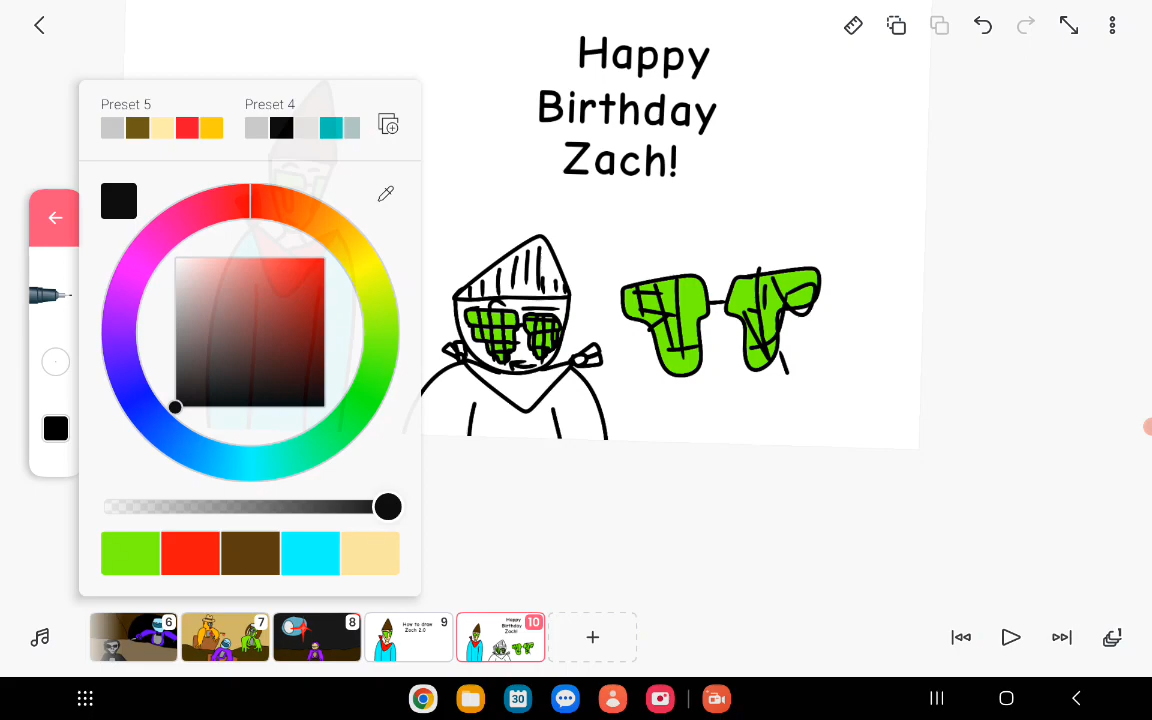 Happy
Birthday
Zach!
Preset 5
Preset 4
6
7
8
9
How to draw
Zach 2.0
10
Happy
Birthday
Zach!
30